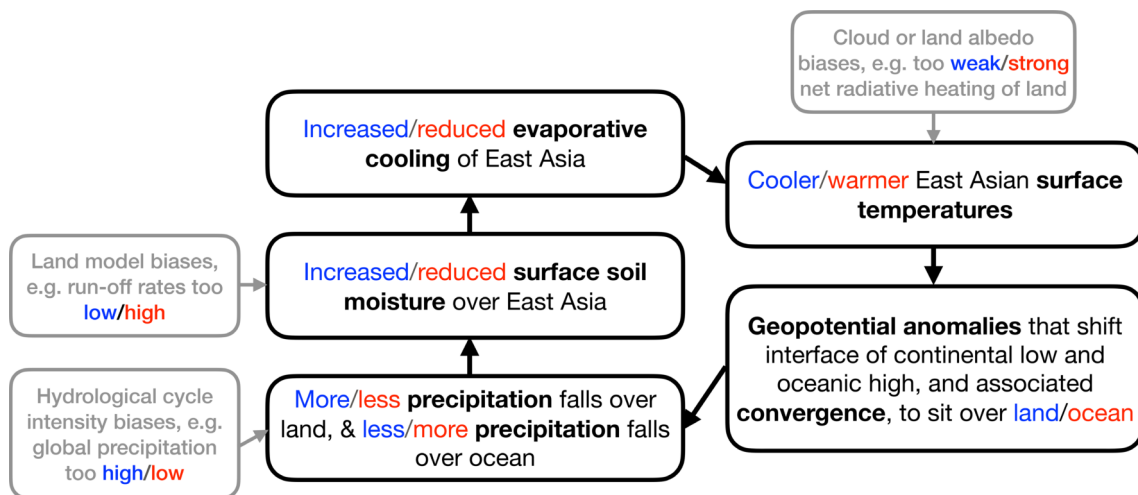 Cloud or land albedo
biases, e.g. too weak/strong
net radiative heating of land
Increased/reduced evaporative
cooling of East Asia
Cooler/warmer East Asian surface
temperatures
Land model biases,
e.g. run-off rates too
low/high
Increased/reduced surface soil
moisture over East Asia
Geopotential anomalies that shift
interface of continental low and
oceanic high, and associated
convergence, to sit over land/ocean
Hydrological cycle
intensity biases, e.g.
global precipitation
too high/low
More/less precipitation falls over
land, & less/more precipitation falls
over ocean